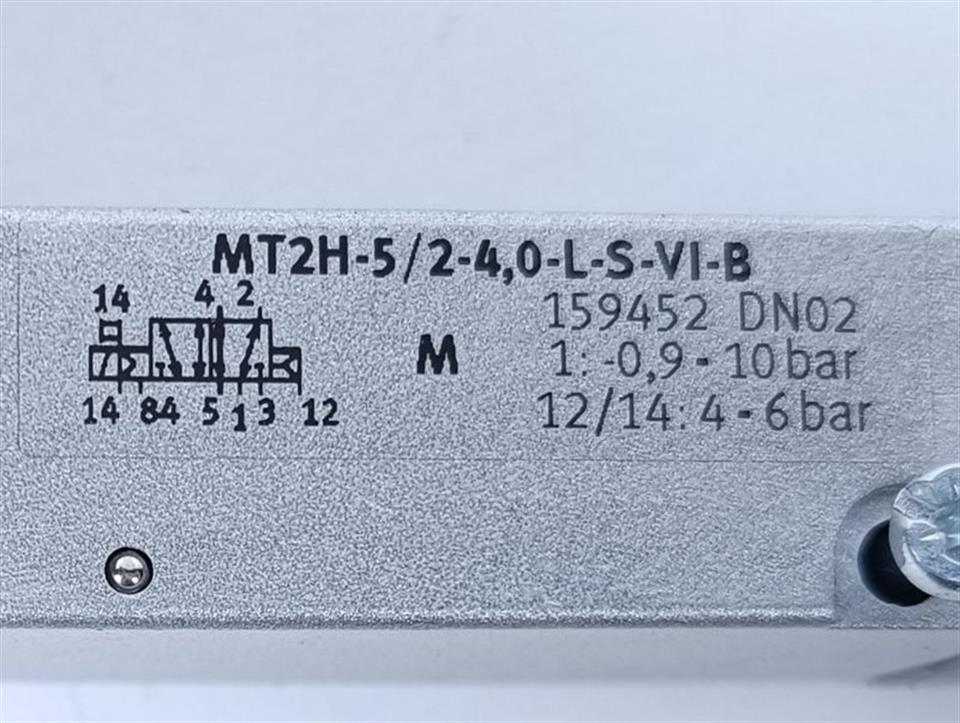 MT2H-5/2-4,0-L-S-VI-B
14 4 2
159452 DN02
M
1: -0,9 - 10 bar
14 84 5 1 3 12
12/14: 4 - 6 bar